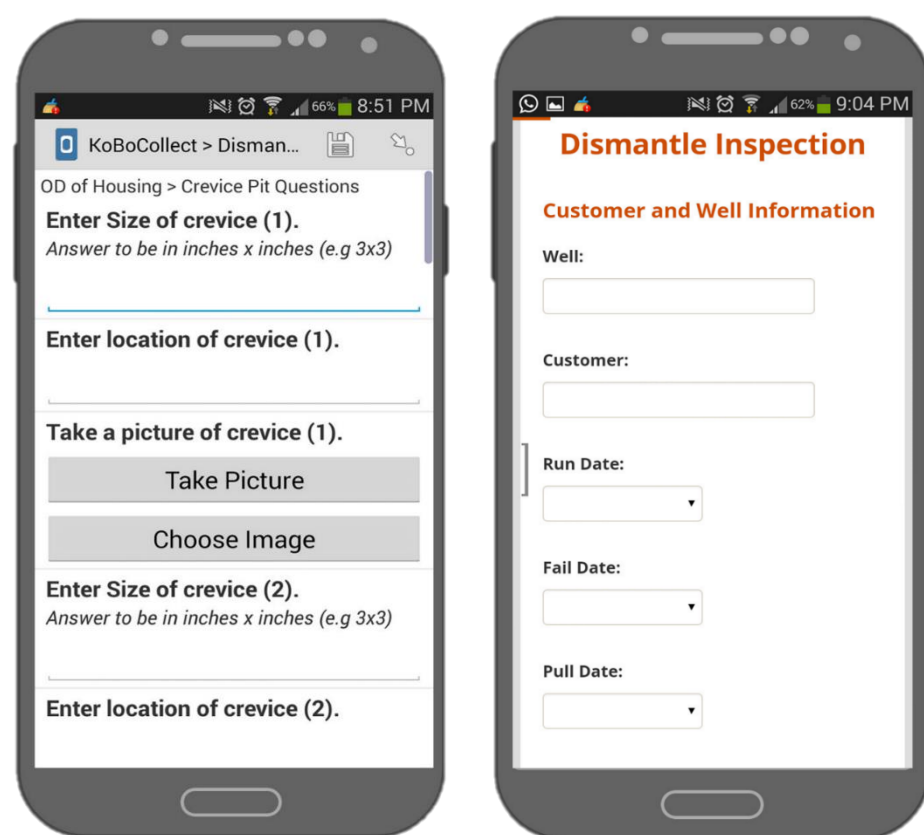 66% 8:51 PM
KoBoCollect > Disman...
OD of Housing > Crevice Pit Questions
Enter Size of crevice (1).
Answer to be in inches x inches (e.g 3x3)
Enter location of crevice (1).
Take a picture of crevice (1).
Take Picture
Choose Image
Enter Size of crevice (2).
Answer to be in inches x inches (e.g 3x3)
Enter location of crevice (2).
62% 9:04 PM
Dismantle Inspection
Customer and Well Information
Well:
Customer:
Run Date:
Fail Date:
Pull Date: